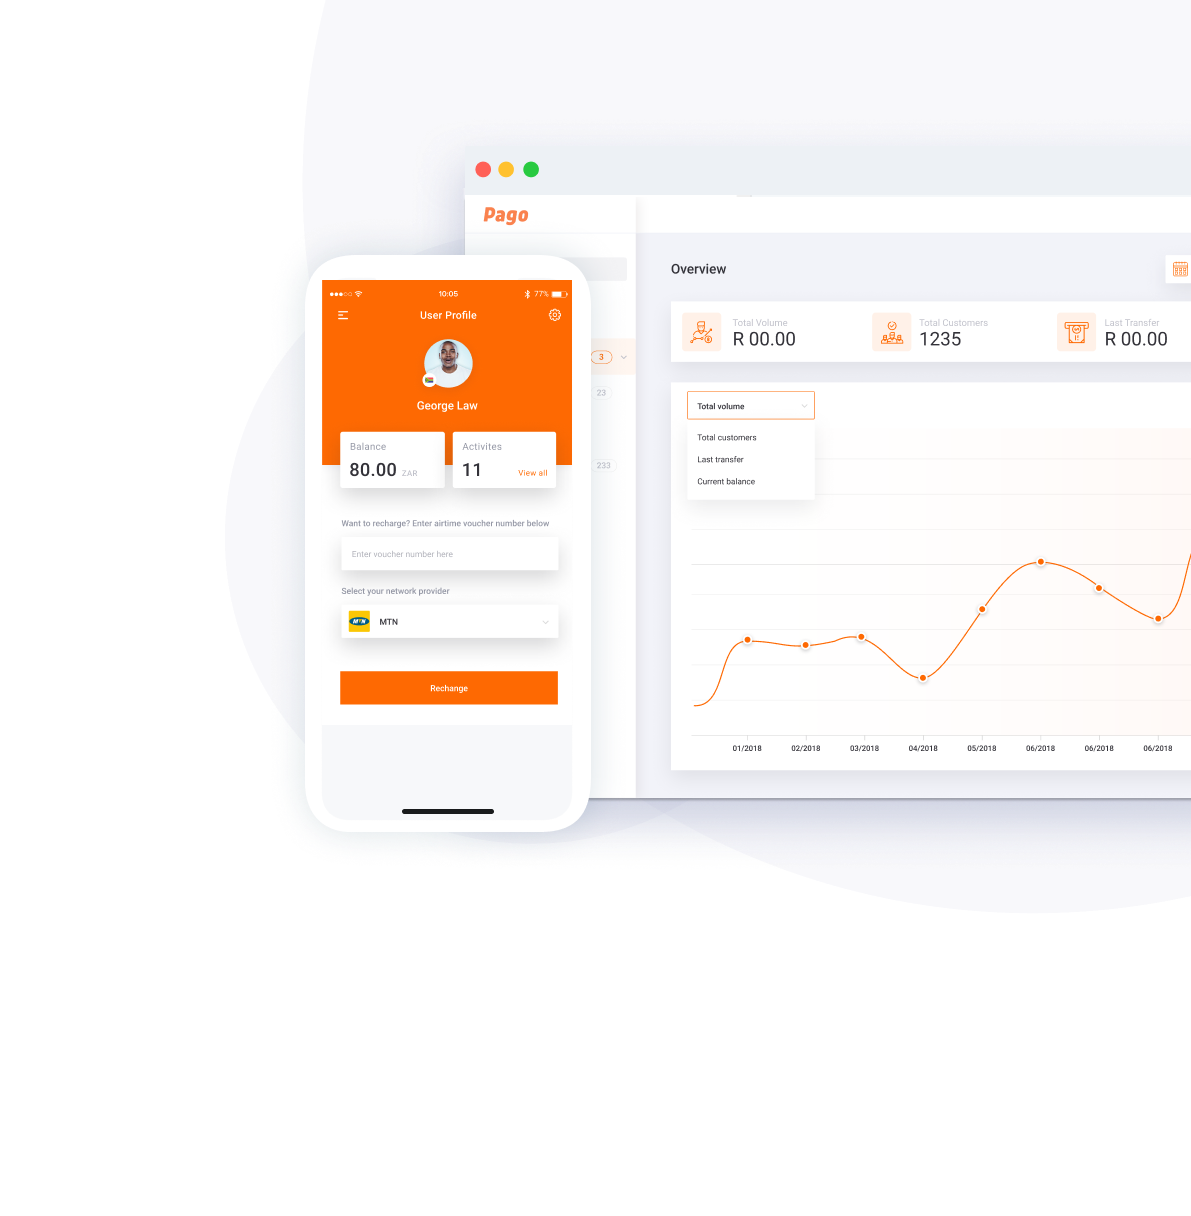 Pago
10:05
77%
User Profile
George Law
Balance
80.00 ZAR
Activites
11
View all
Want to recharge? Enter airtime voucher number below
Enter voucher number here
Select your network provider
MTN
MTN
Rechange
3
23
233
Overview
Total Volume
R 00.00
Total Customers
1235
Last Transfer
R 00.00
Total volume
Total customers
Last transfer
Current balance
01/2018
02/2018
03/2018
04/2018
05/2018
06/2018
06/2018
06/2018